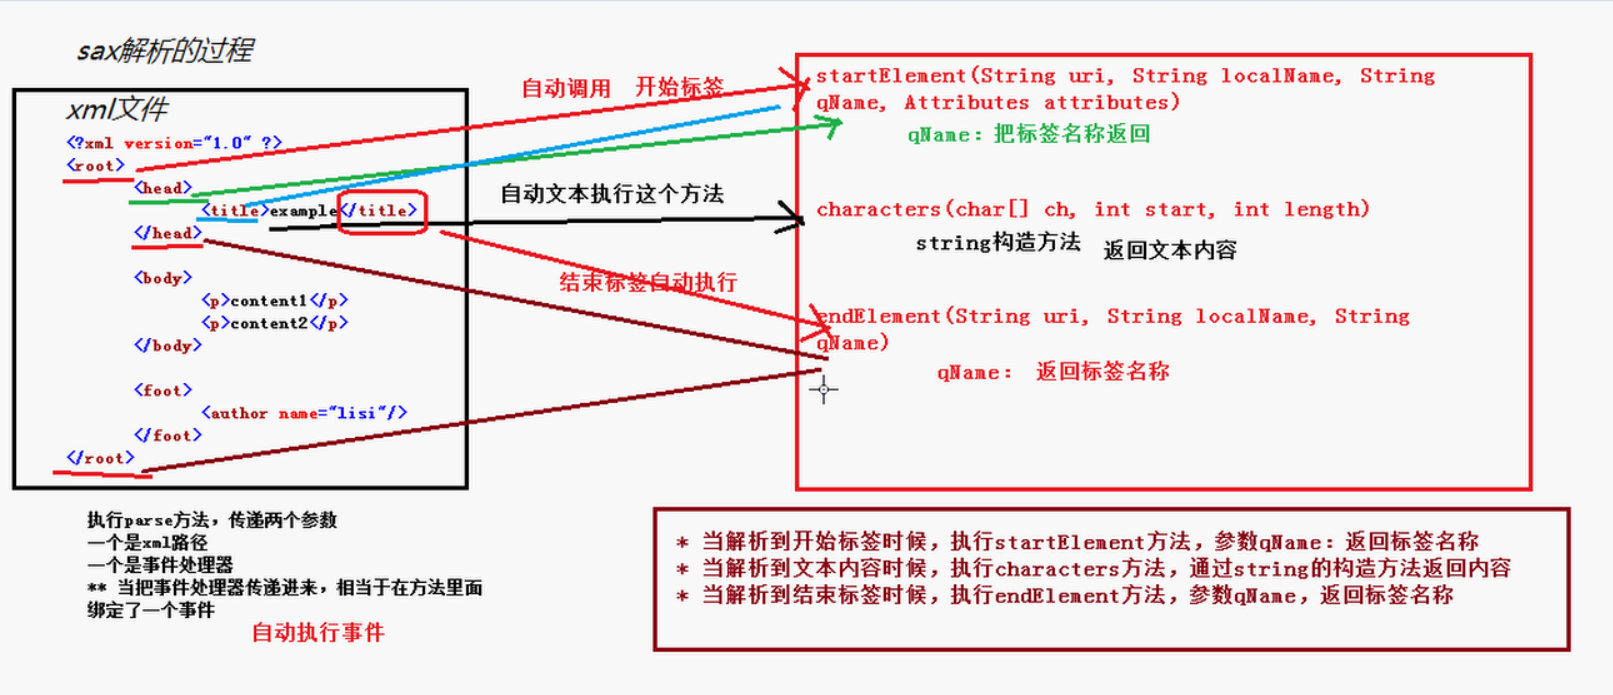 sax解析的过程
xml文件
<?xml version="1.0" ?>
<root>
<head>
<title>example</title>
</head>
<body>
<p>content1</p>
<p>content2</p>
</body>
<foot>
<author name="lisi"/>
</foot>
</root>
自动调用 开始标签
自动文本执行这个方法
结束标签自动执行
startElement(String uri, String localName, String
qName, Attributes attributes)
qName: 把标签名称返回
characters(char[] ch, int start, int length)
string构造方法 返回文本内容
endElement(String uri, String localName, String
qName)
qName: 返回标签名称
执行parse方法，传递两个参数
一个是xml路径
一个是事件处理器
** 当把事件处理器传递进来，相当于在方法里面
绑定了一个事件
自动执行事件
* 当解析到开始标签时候，执行startElement方法，参数qName: 返回标签名称
* 当解析到文本内容时候，执行characters方法，通过string的构造方法返回内容
* 当解析到结束标签时候，执行endElement方法，参数qName，返回标签名称